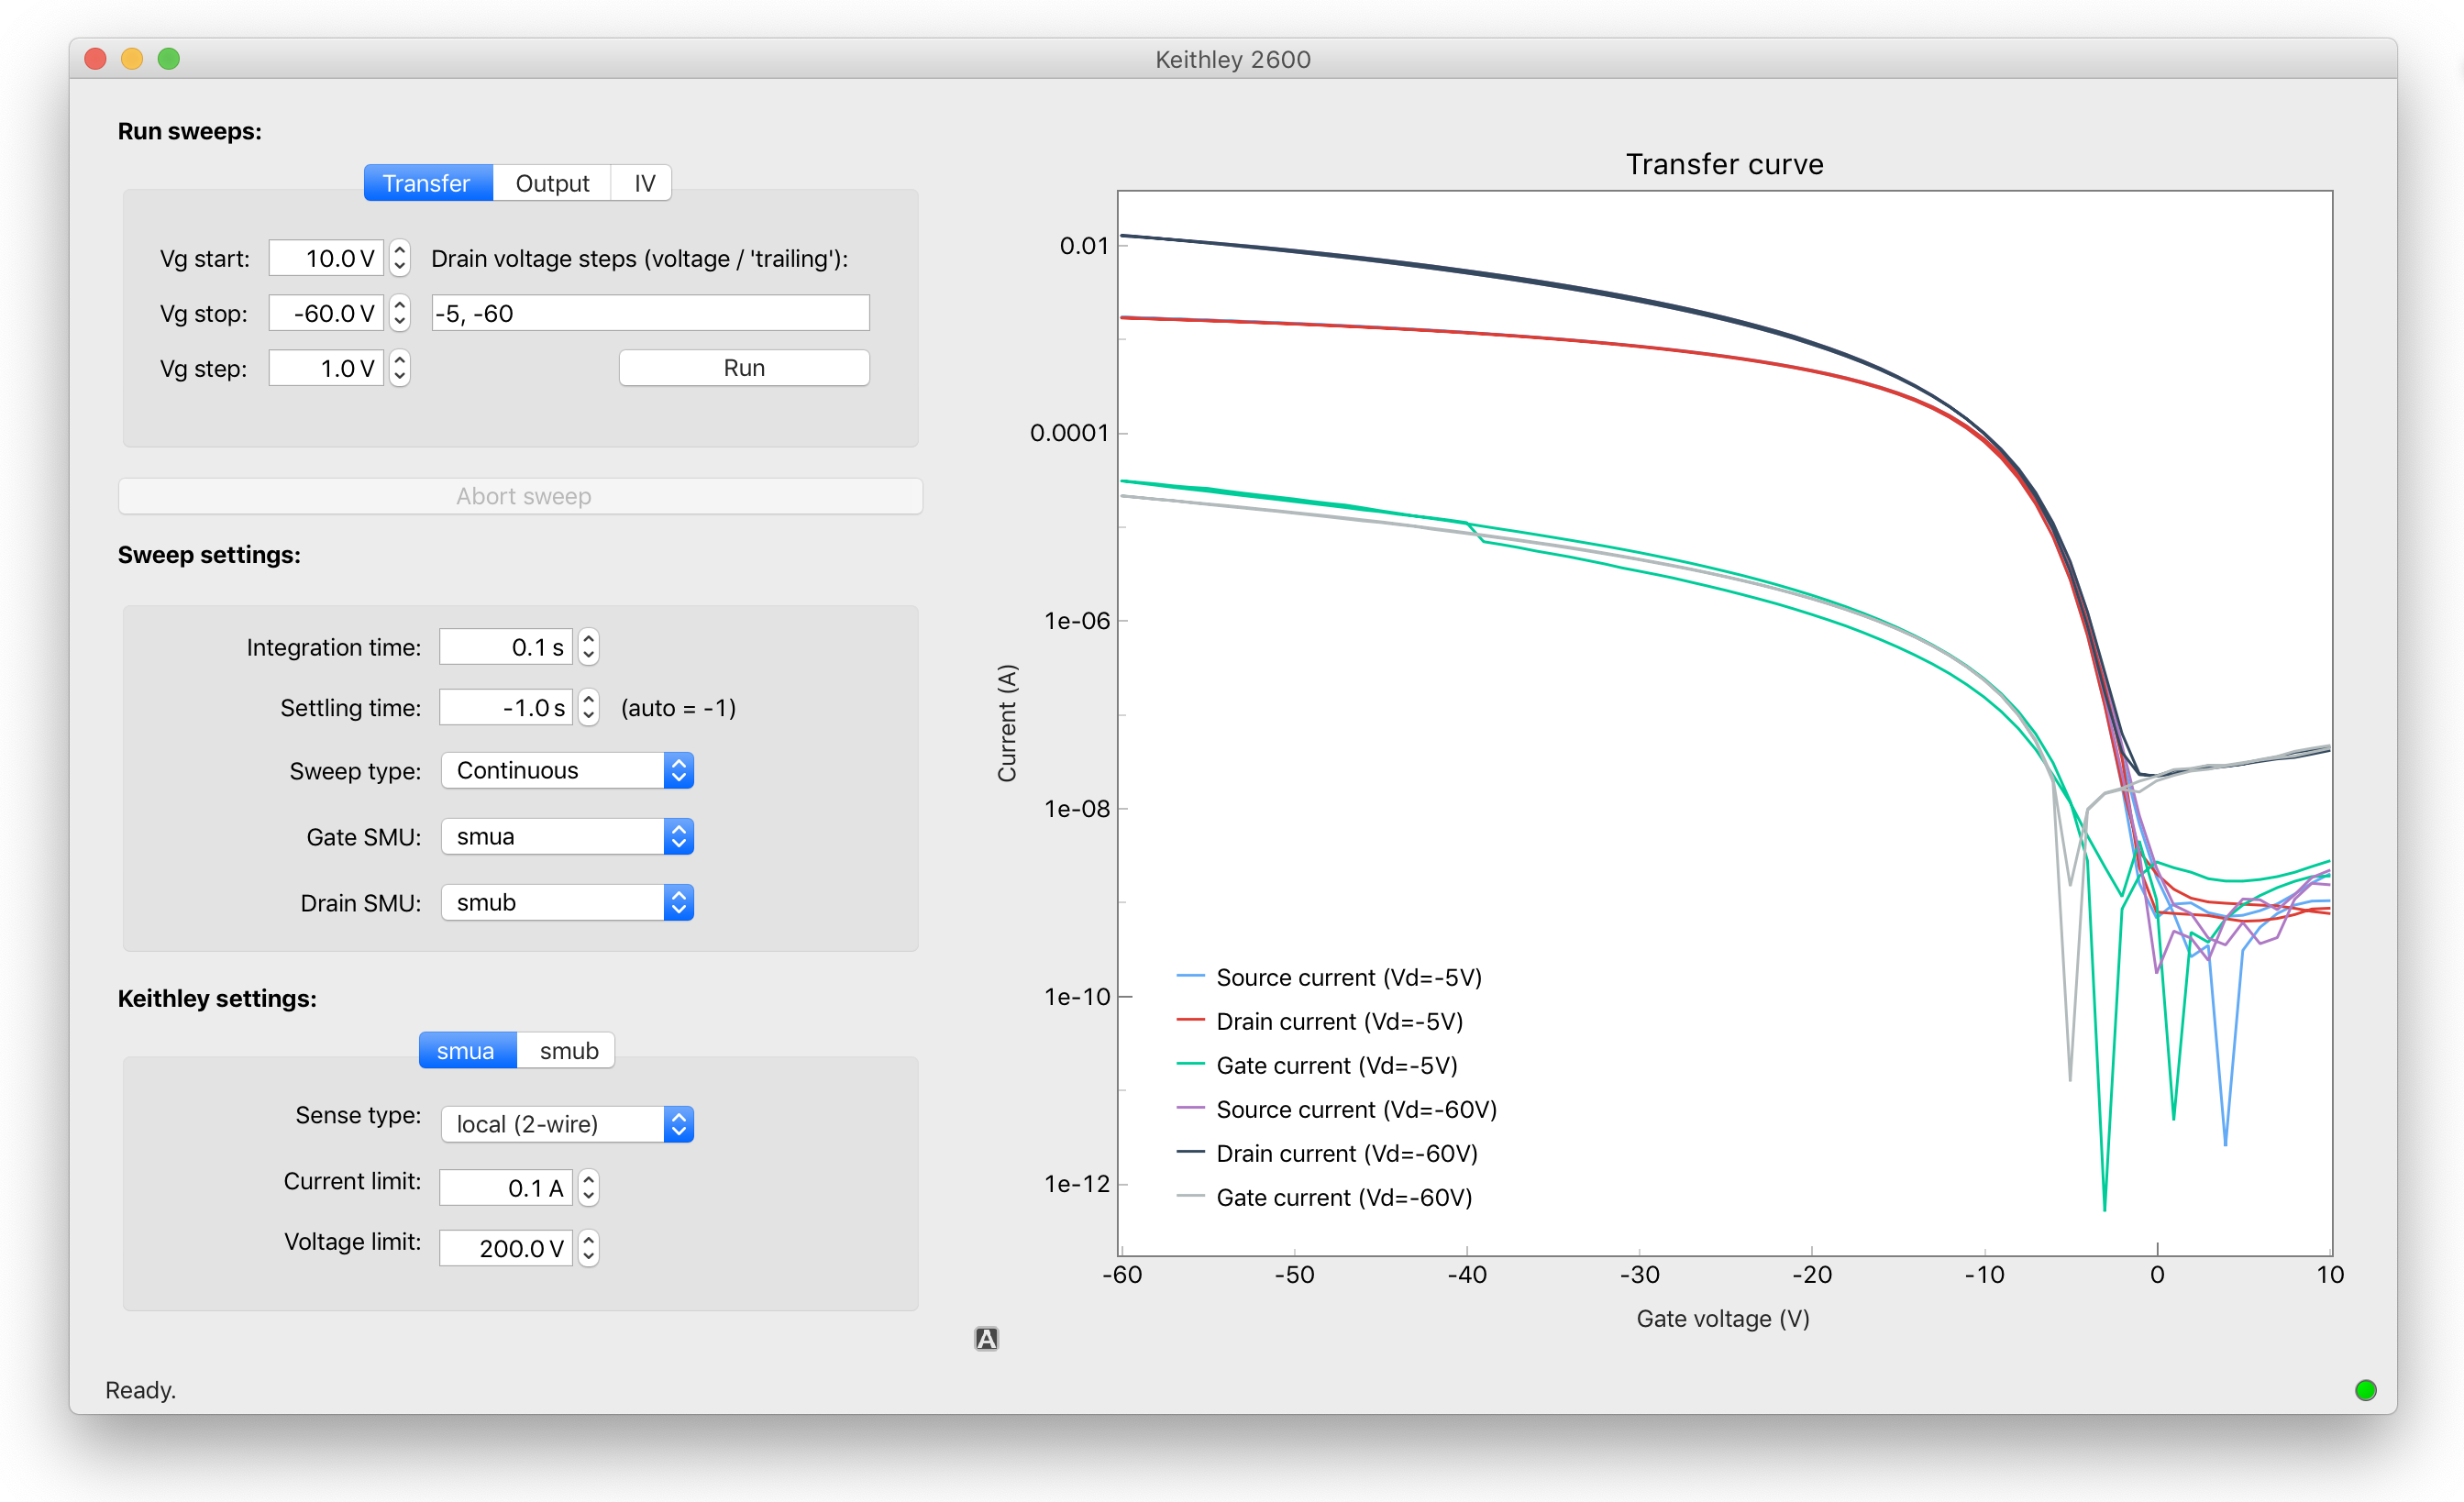 Keithley 2600
Run sweeps:
Transfer Output IV
Vg start: 10.0 V Drain voltage steps (voltage / 'trailing'):
Vg stop: -60.0 V -5, -60
Vg step: 1.0 V Run
Abort sweep
Sweep settings:
Integration time: 0.1 s
Settling time: -1.0 s (auto = -1)
Sweep type: Continuous
Gate SMU: smua
Drain SMU: smub
Keithley settings:
smua smub
Sense type: local (2-wire)
Current limit: 0.1 A
Voltage limit: 200.0 V
Transfer curve
0.01
0.0001
1e-06
1e-08
1e-10
1e-12
Current (A)
Source current (Vd=-5V)
Drain current (Vd=-5V)
Gate current (Vd=-5V)
Source current (Vd=-60V)
Drain current (Vd=-60V)
Gate current (Vd=-60V)
-60 -50 -40 -30 -20 -10 0 10
Gate voltage (V)
A
Ready.